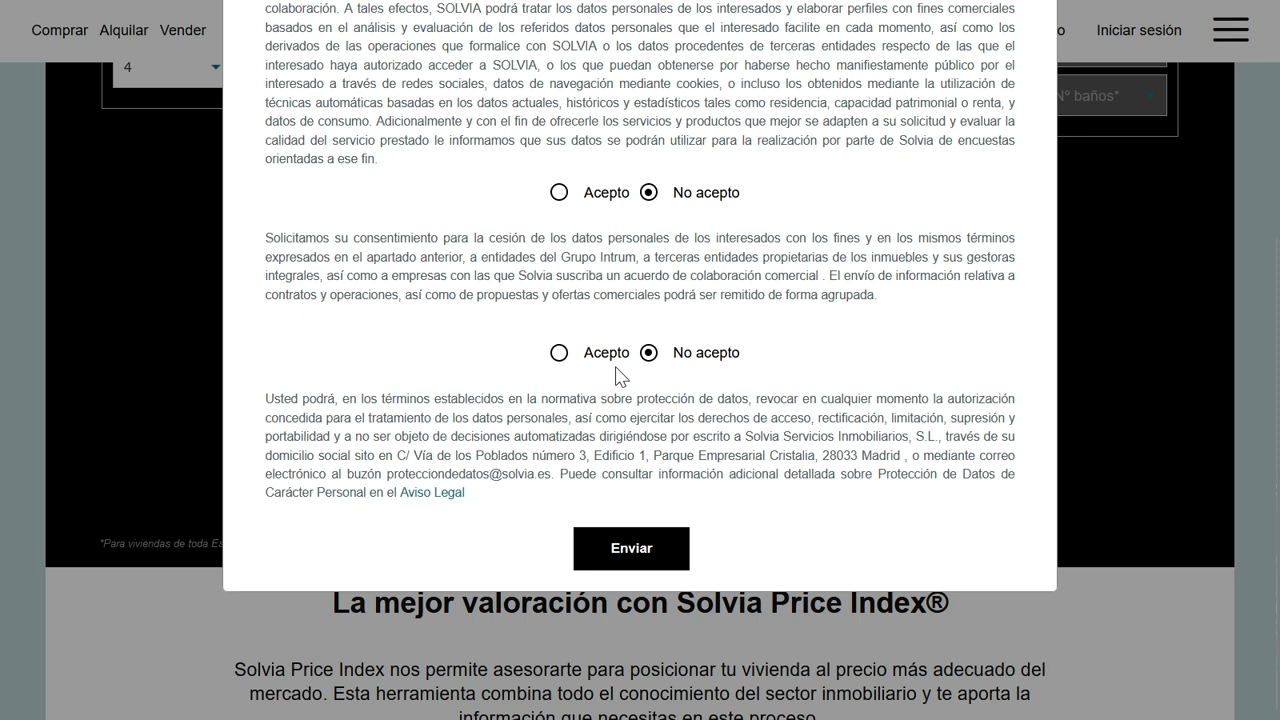 colaboración. A tales efectos, SOLVIA podrá tratar los datos personales de los interesados y elaborar perfiles con fines comerciales
basados en el análisis y evaluación de los referidos datos personales que el interesado facilite en cada momento, así como los
Comprar Alquilar Vender
Iniciar sesión
derivados de las operaciones que formalice con SOLVIA o los datos procedentes de terceras entidades respecto de las que el
interesado haya autorizado acceder a SOLVIA, o los que puedan obtenerse por haberse hecho manifiestamente público por el
4
interesado a través de redes sociales, datos de navegación mediante cookies, o incluso los obtenidos mediante la utilización de
técnicas automáticas basadas en los datos actuales, históricos y estadísticos tales como residencia, capacidad patrimonial o renta, y
Nº baños*
datos de consumo. Adicionalmente y con el fin de ofrecerle los servicios y productos que mejor se adapten a su solicitud y evaluar la
calidad del servicio prestado le informamos que sus datos se podrán utilizar para la realización por parte de Solvia de encuestas
orientadas a ese fin.
Acepto No acepto
Solicitamos su consentimiento para la cesión de los datos personales de los interesados con los fines y en los mismos términos
expresados en el apartado anterior, a entidades del Grupo Intrum, a terceras entidades propietarias de los inmuebles y sus gestoras
integrales, así como a empresas con las que Solvia suscriba un acuerdo de colaboración comercial . El envío de información relativa a
contratos y operaciones, así como de propuestas y ofertas comerciales podrá ser remitido de forma agrupada.
Acepto No acepto
Usted podrá, en los términos establecidos en la normativa sobre protección de datos, revocar en cualquier momento la autorización
concedida para el tratamiento de los datos personales, así como ejercitar los derechos de acceso, rectificación, limitación, supresión y
portabilidad y a no ser objeto de decisiones automatizadas dirigiéndose por escrito a Solvia Servicios Inmobiliarios, S.L., través de su
domicilio social sito en C/ Vía de los Poblados número 3, Edificio 1, Parque Empresarial Cristalia, 28033 Madrid , o mediante correo
electrónico al buzón protecciondedatos@solvia.es. Puede consultar información adicional detallada sobre Protección de Datos de
Carácter Personal en el Aviso Legal
*Para viviendas de toda Es
Enviar
La mejor valoración con Solvia Price Index®
Solvia Price Index nos permite asesorarte para posicionar tu vivienda al precio más adecuado del
mercado. Esta herramienta combina todo el conocimiento del sector inmobiliario y te aporta la
información que necesitas en este proceso.